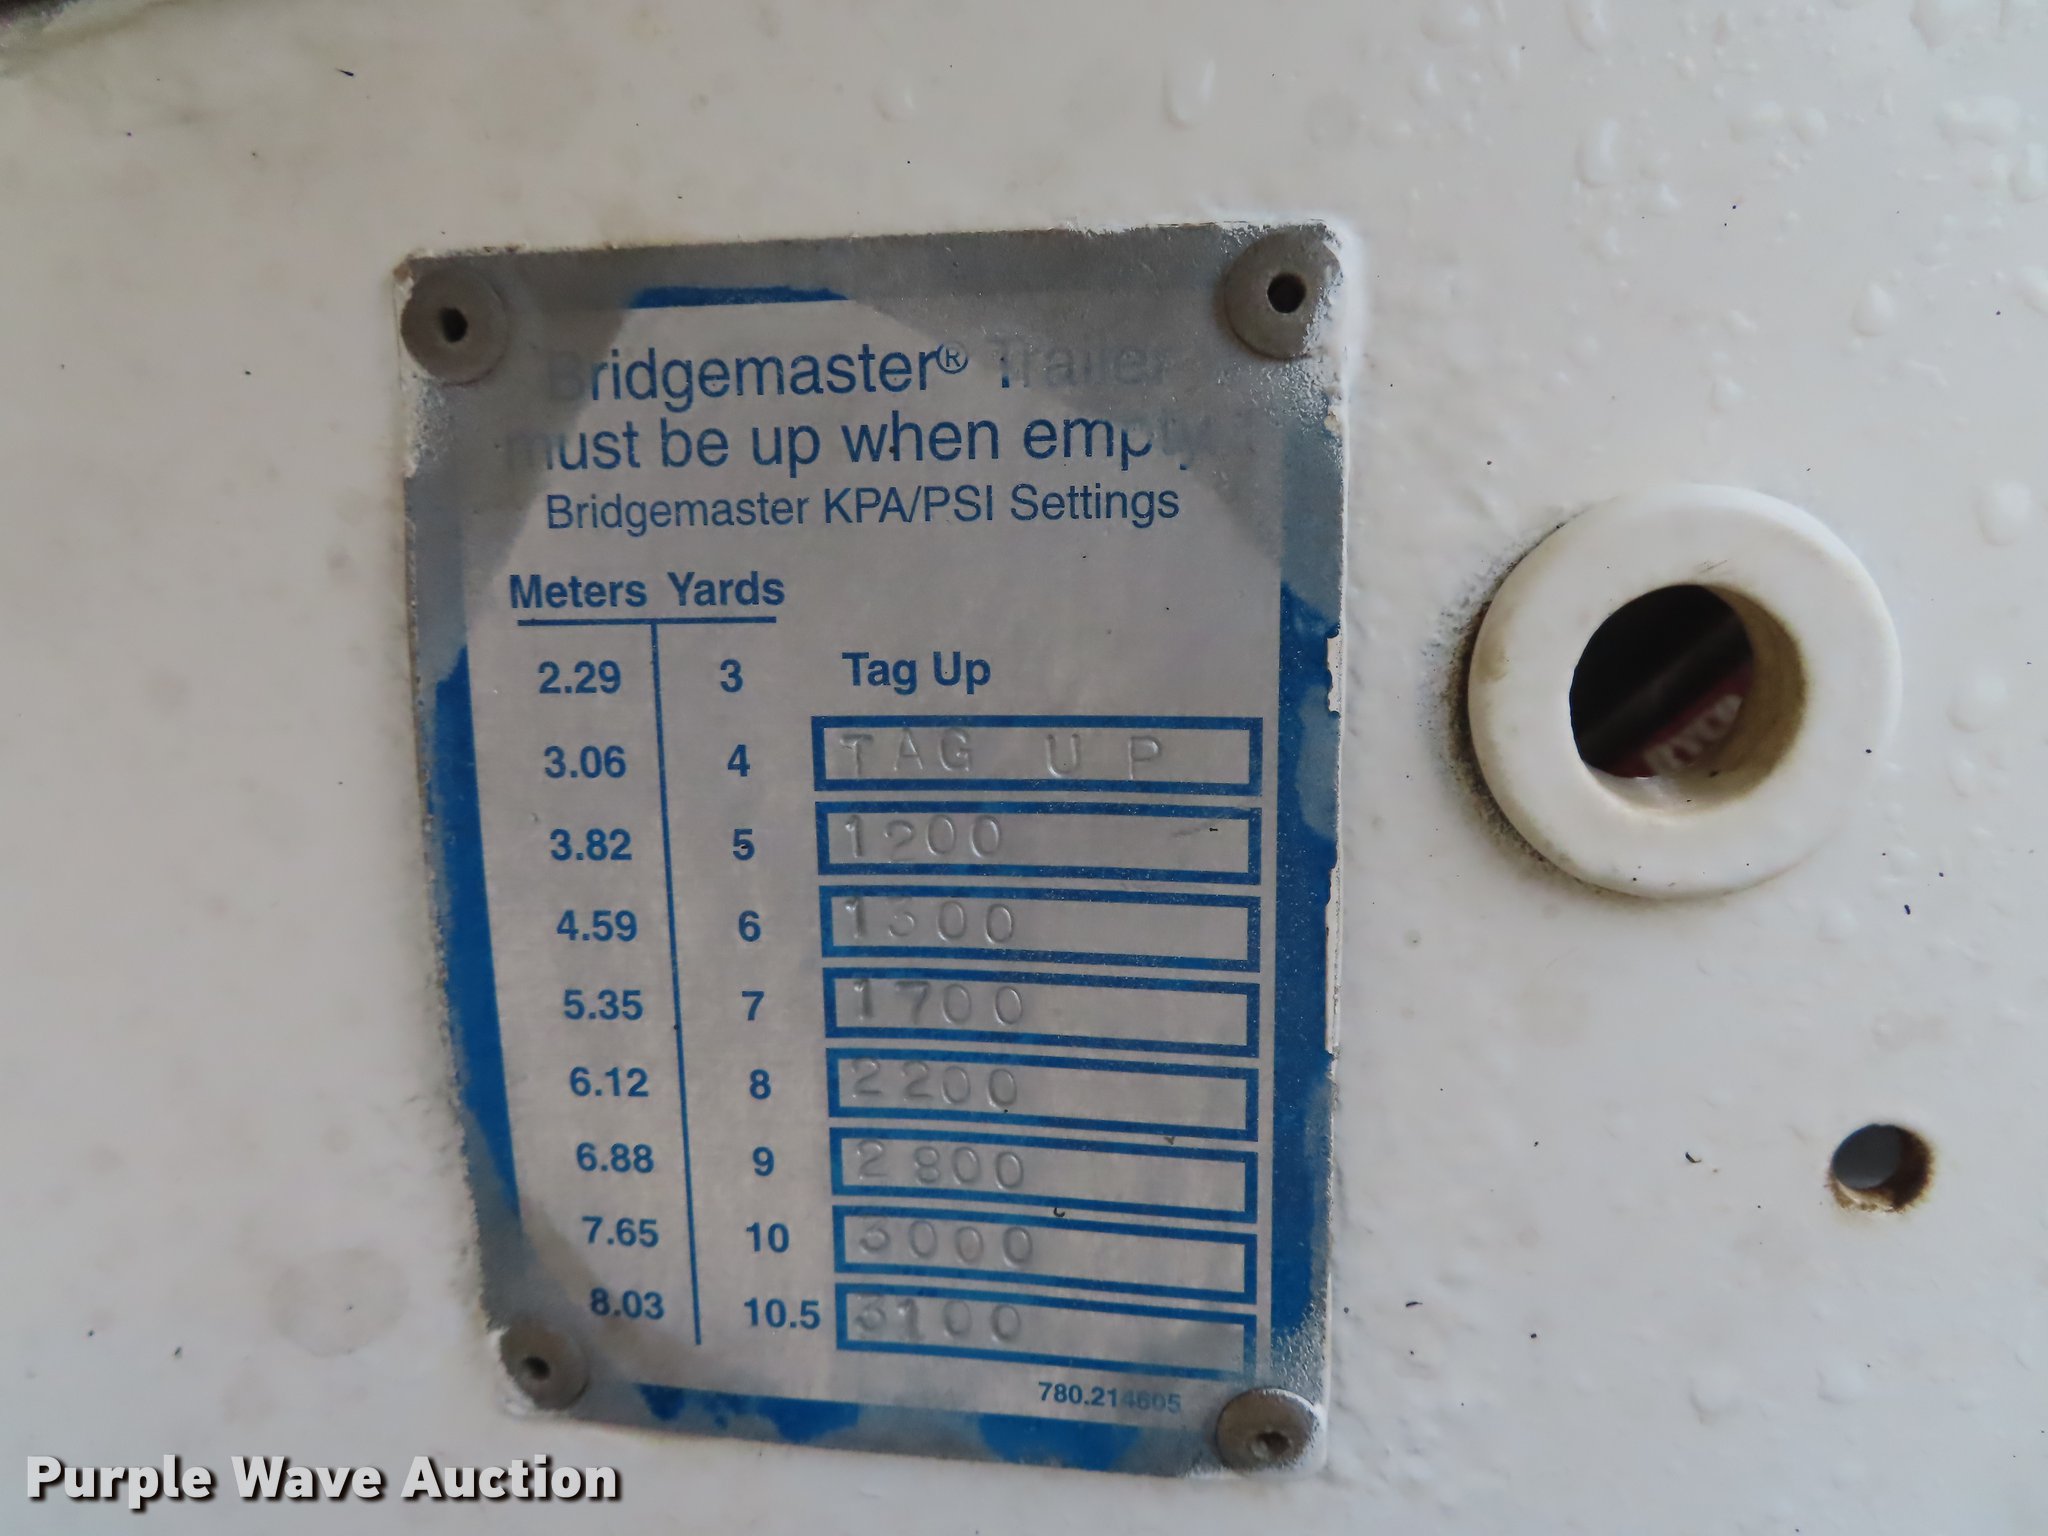 Bridgemaster® Trailer
must be up when empty.
Bridgemaster KPA/PSI Settings
Meters Yards
2.29 3 Tag Up
3.06 4 TAG UP
3.82 5 1200
4.59 6 1300
5.35 7 1700
6.12 8 2200
6.88 9 2800
7.65 10 3000
8.03 10.5 3100
780.214605
Purple Wave Auction